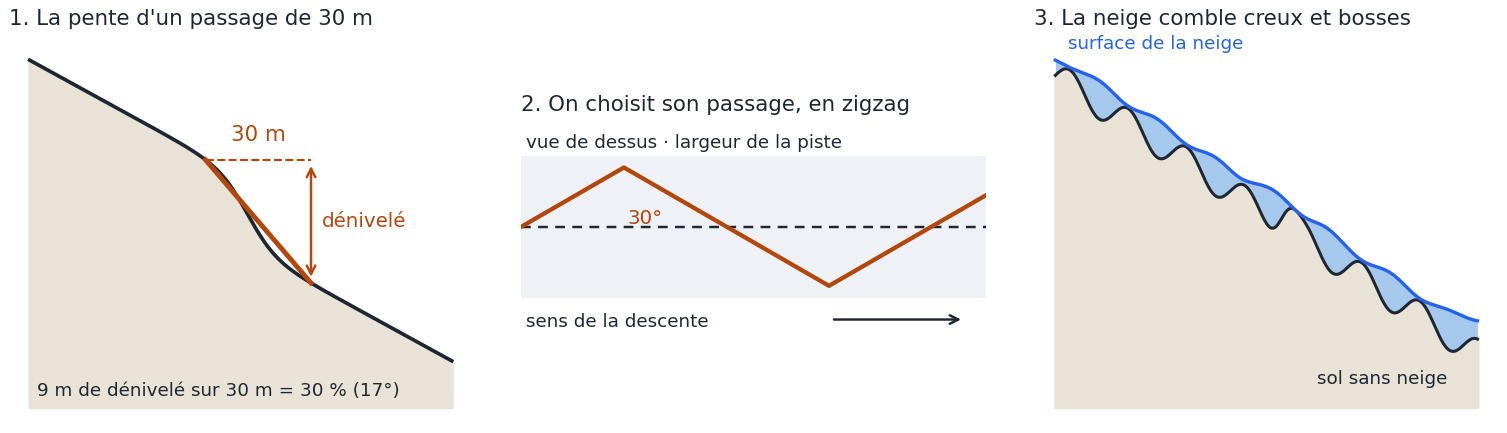 1. La pente d'un passage de 30 m
30 m
dénivelé
9 m de dénivelé sur 30 m = 30 % (17°)
2. On choisit son passage, en zigzag
vue de dessus · largeur de la piste
30°
sens de la descente
3. La neige comble creux et bosses
surface de la neige
sol sans neige